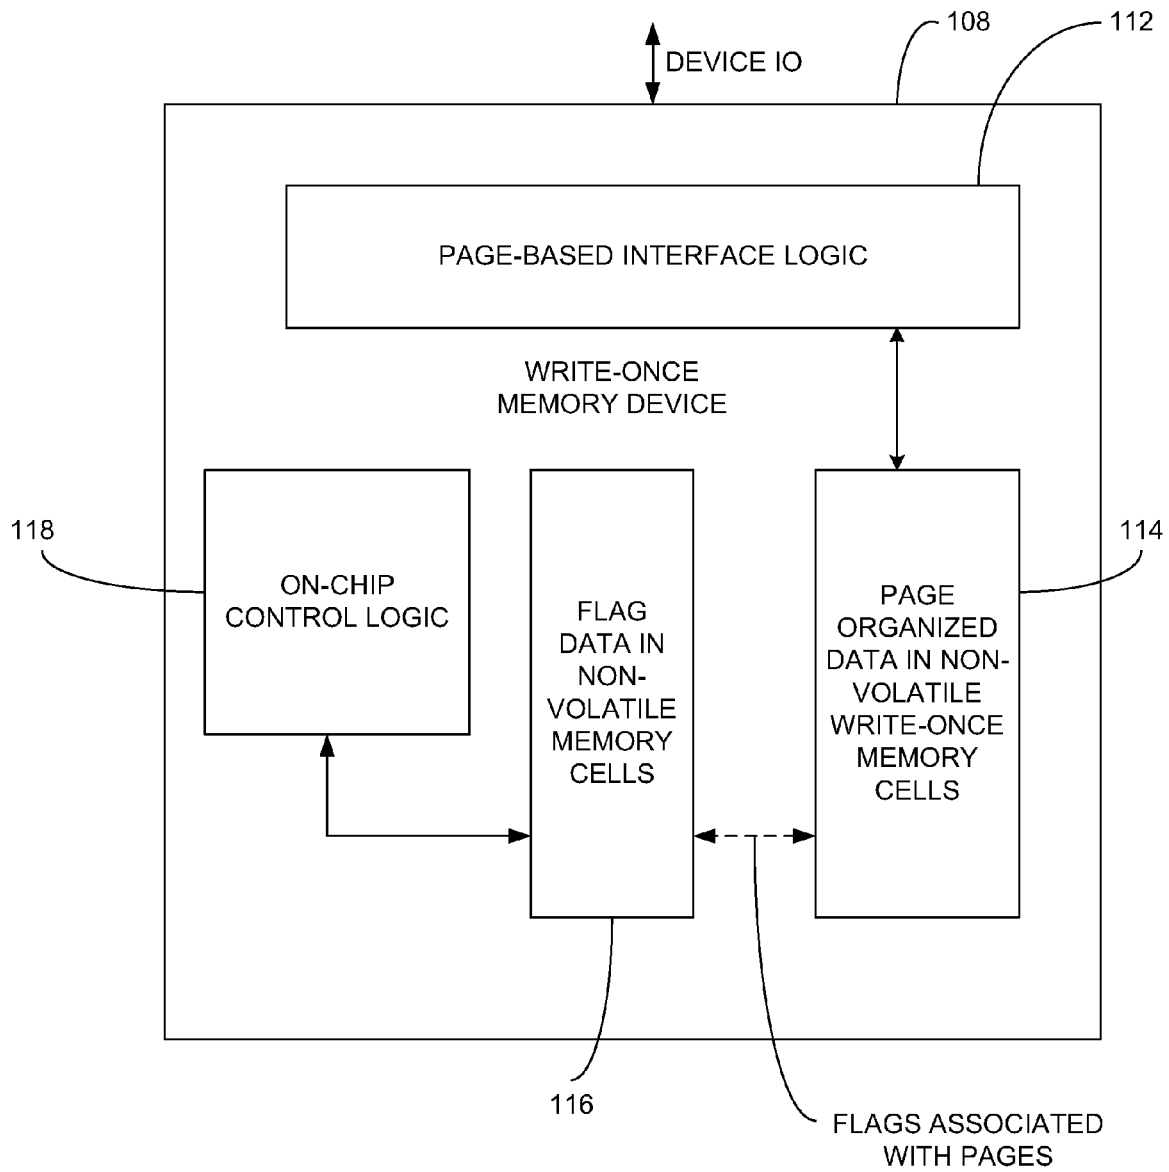 108
112
DEVICE IO
PAGE-BASED INTERFACE LOGIC
WRITE-ONCE
MEMORY DEVICE
118
ON-CHIP
CONTROL LOGIC
FLAG
DATA IN
NON-
VOLATILE
MEMORY
CELLS
PAGE
ORGANIZED
DATA IN NON-
VOLATILE
WRITE-ONCE
MEMORY
CELLS
114
116
FLAGS ASSOCIATED
WITH PAGES